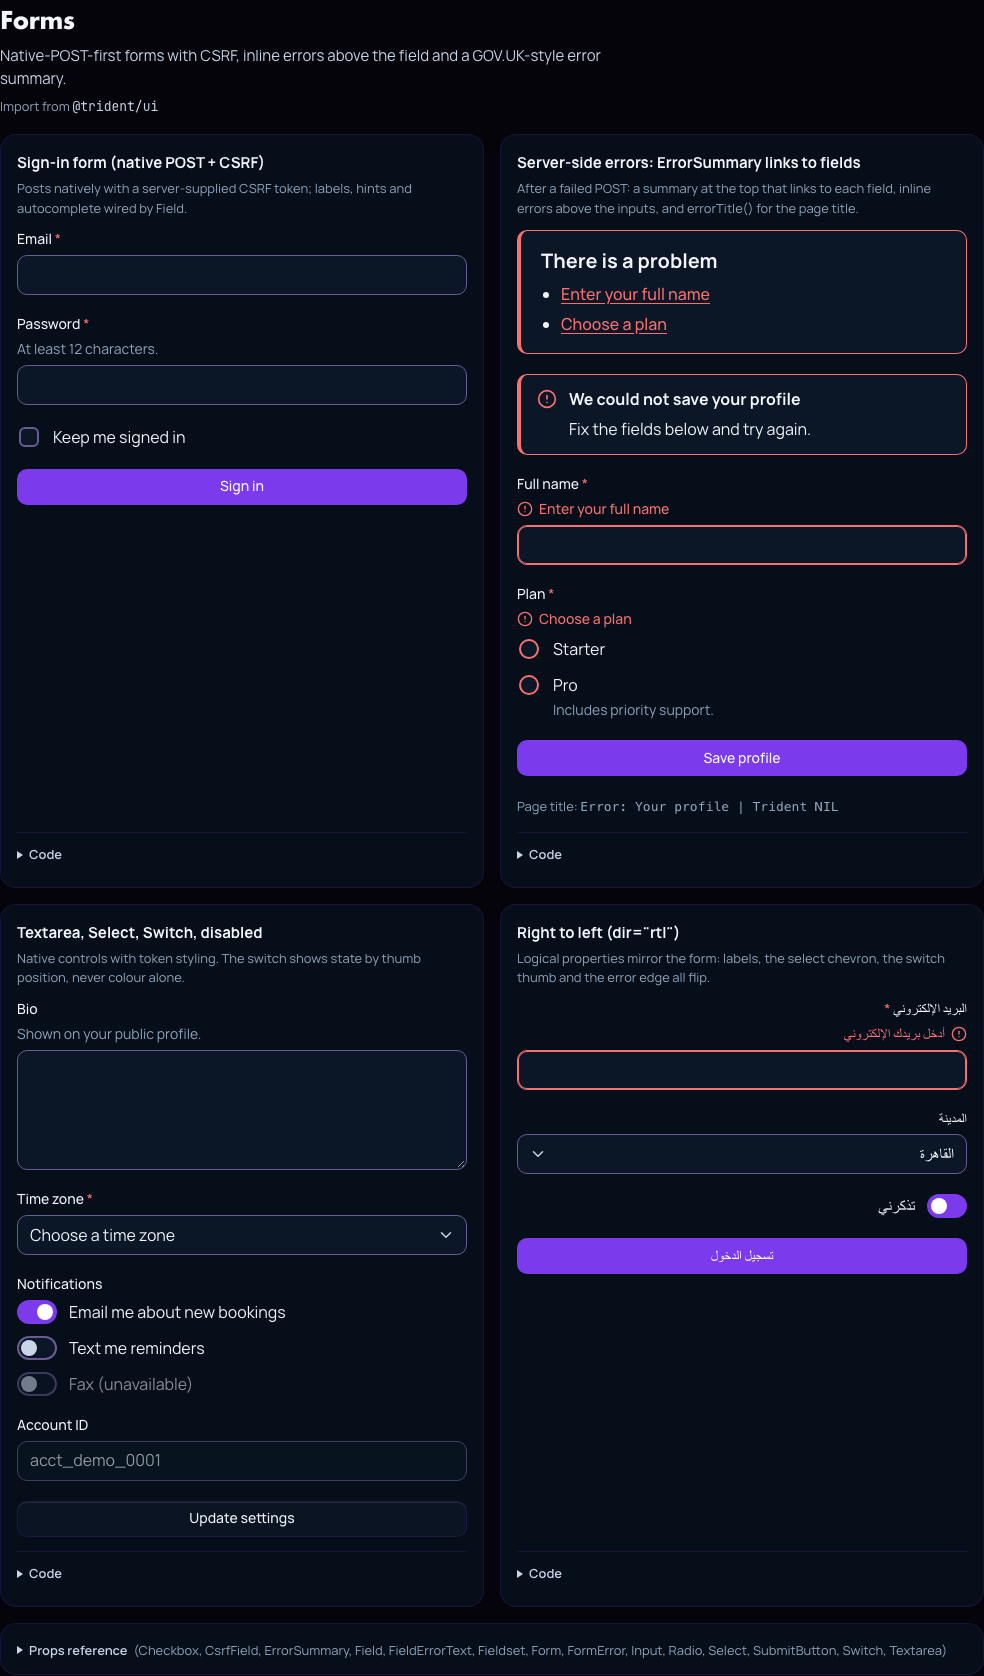 Forms
Native-POST-first forms with CSRF, inline errors above the field and a GOV.UK-style error
summary.
Import from @trident/ui
Sign-in form (native POST + CSRF)
Posts natively with a server-supplied CSRF token; labels, hints and
autocomplete wired by Field.
Email *
Password *
At least 12 characters.
Keep me signed in
Sign in
Code
Server-side errors: ErrorSummary links to fields
After a failed POST: a summary at the top that links to each field, inline
errors above the inputs, and errorTitle() for the page title.
There is a problem
Enter your full name
Choose a plan
We could not save your profile
Fix the fields below and try again.
Full name *
Enter your full name
Plan *
Choose a plan
Starter
Pro
Includes priority support.
Save profile
Page title: Error: Your profile | Trident NIL
Code
Textarea, Select, Switch, disabled
Native controls with token styling. The switch shows state by thumb
position, never colour alone.
Bio
Shown on your public profile.
Time zone *
Choose a time zone
Notifications
Email me about new bookings
Text me reminders
Fax (unavailable)
Account ID
acct_demo_0001
Update settings
Code
Right to left (dir="rtl")
Logical properties mirror the form: labels, the select chevron, the switch
thumb and the error edge all flip.
البريد الإلكتروني *
أدخل بريدك الإلكتروني
المدينة
القاهرة
تذكرني
تسجيل الدخول
Code
Props reference (Checkbox, CsrfField, ErrorSummary, Field, FieldErrorText, Fieldset, Form, FormError, Input, Radio, Select, SubmitButton, Switch, Textarea)